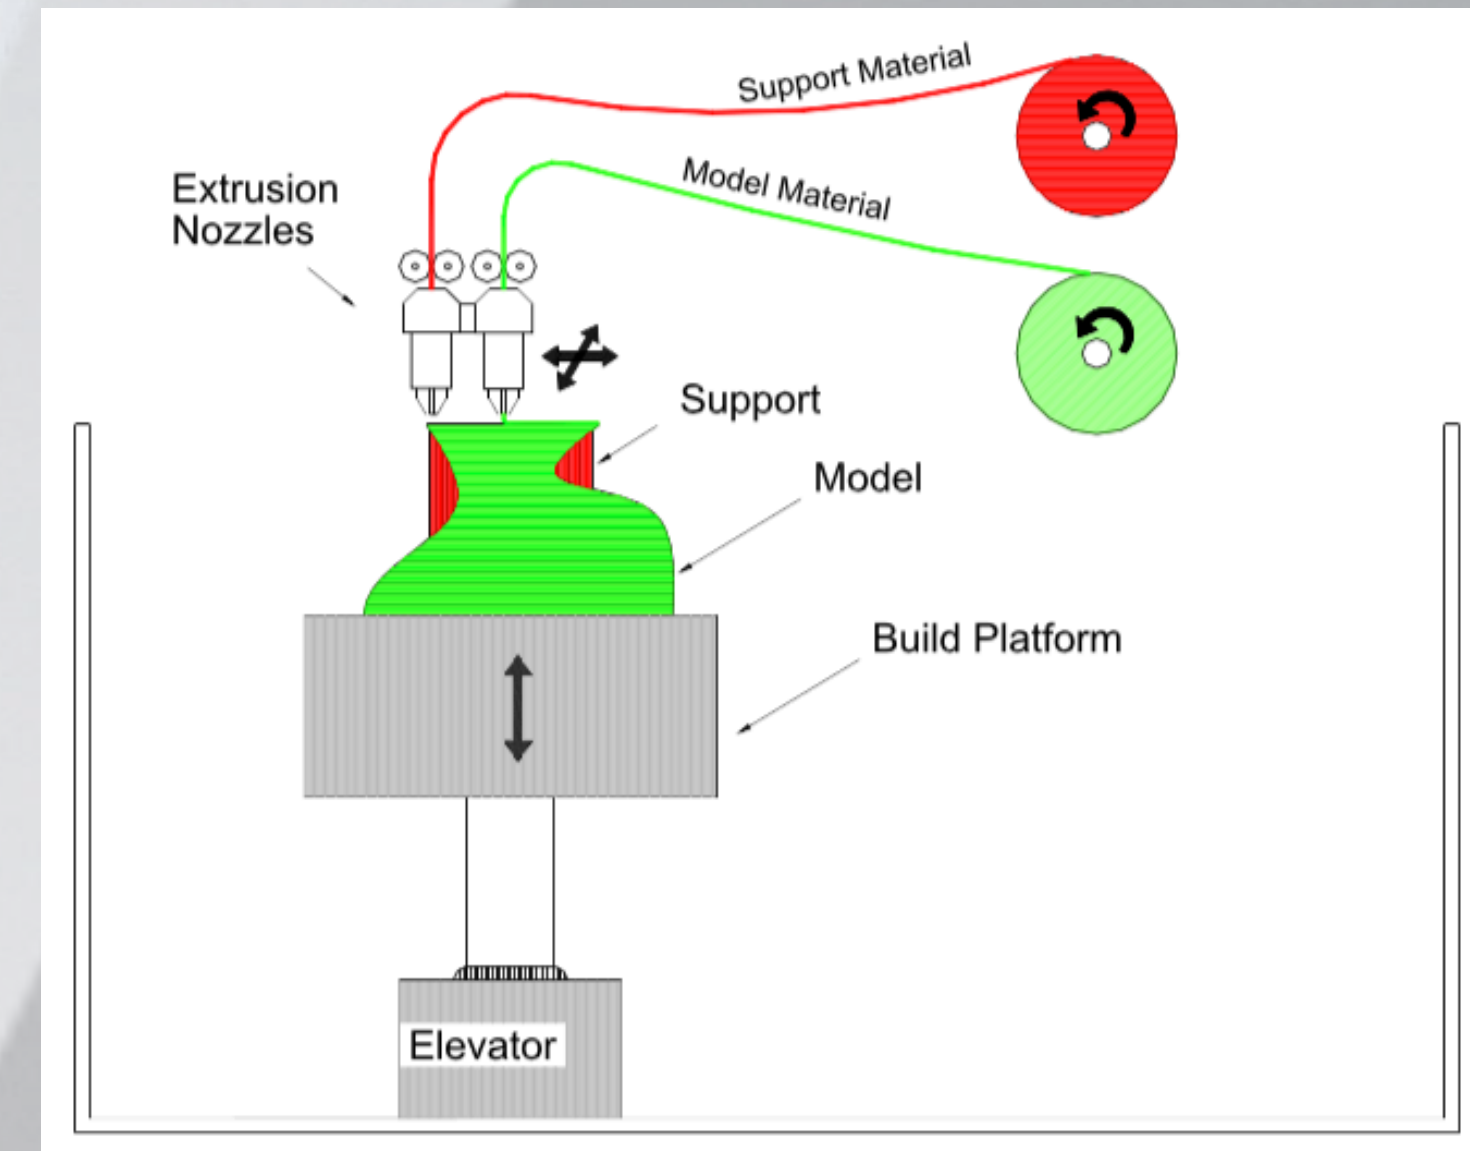 Support Material
Model Material
Extrusion
Nozzles
Support
Model
Build Platform
Elevator